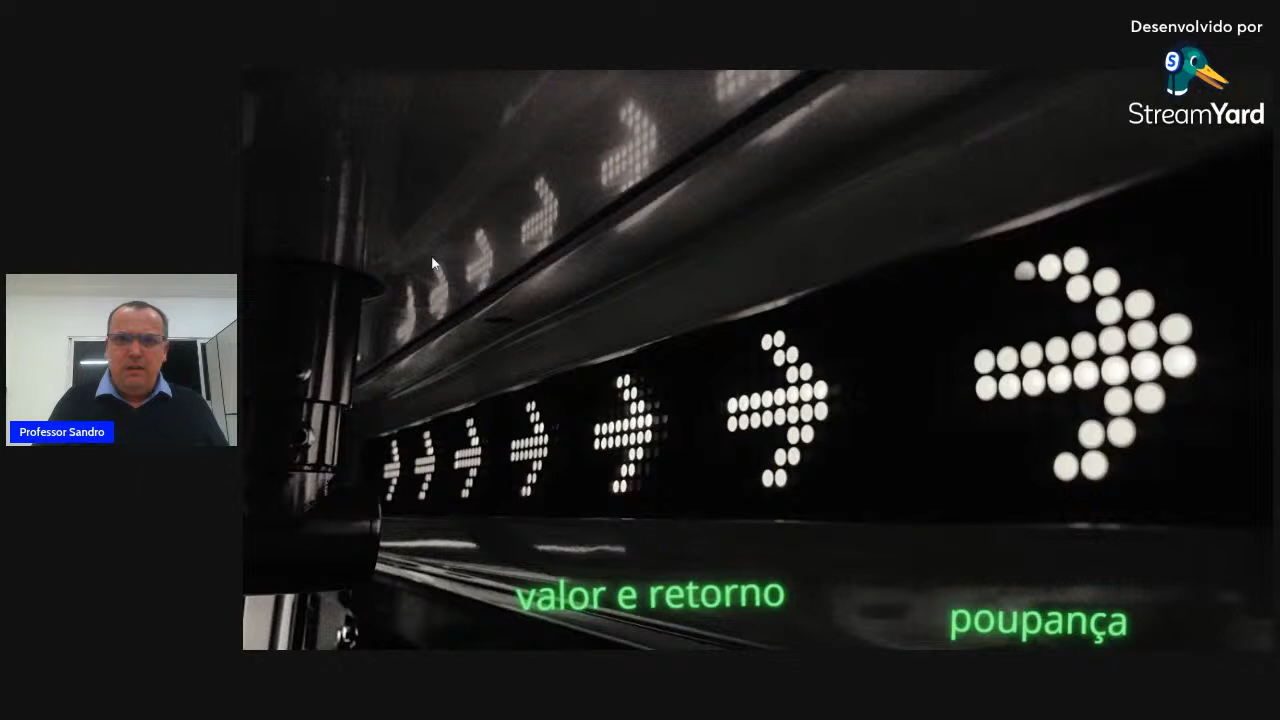 Desenvolvido por
StreamYard
Professor Sandro
valor e retorno
poupança